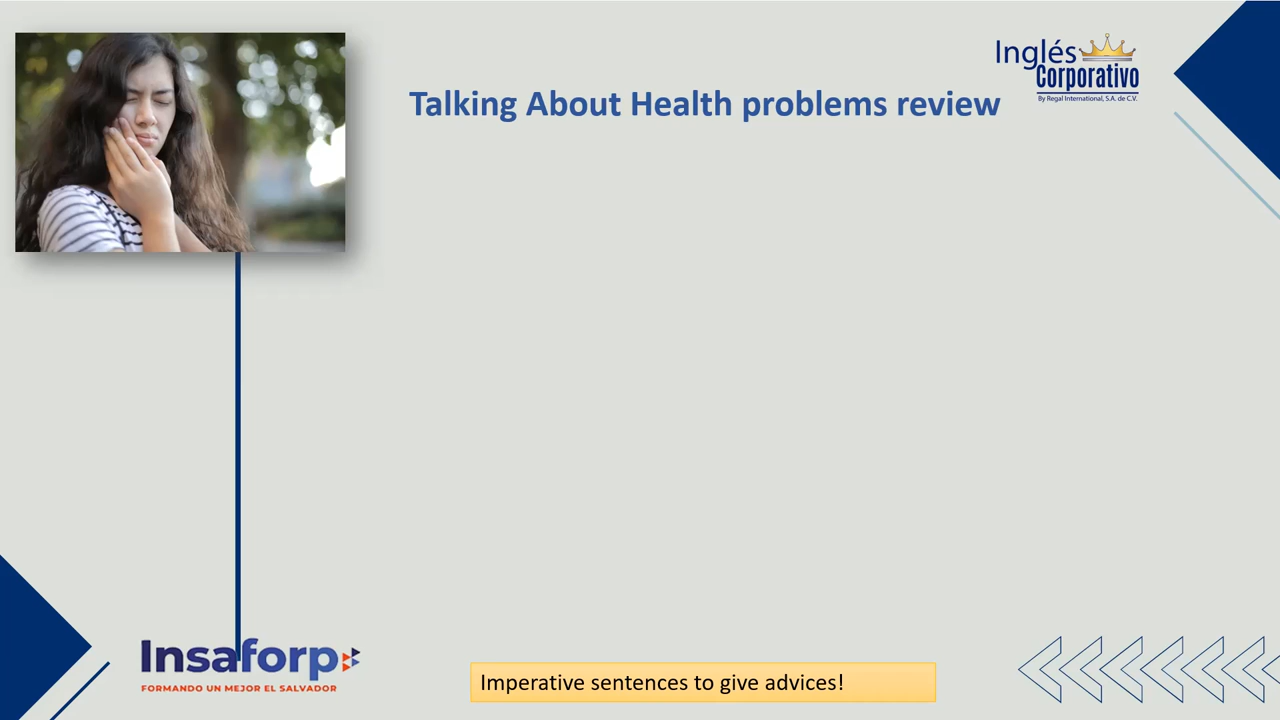 Inglés
Corporativo
By Regal International, S.A. de C.V.
Talking About Health problems review
Insaforp
FORMANDO UN MEJOR EL SALVADOR
Imperative sentences to give advices!